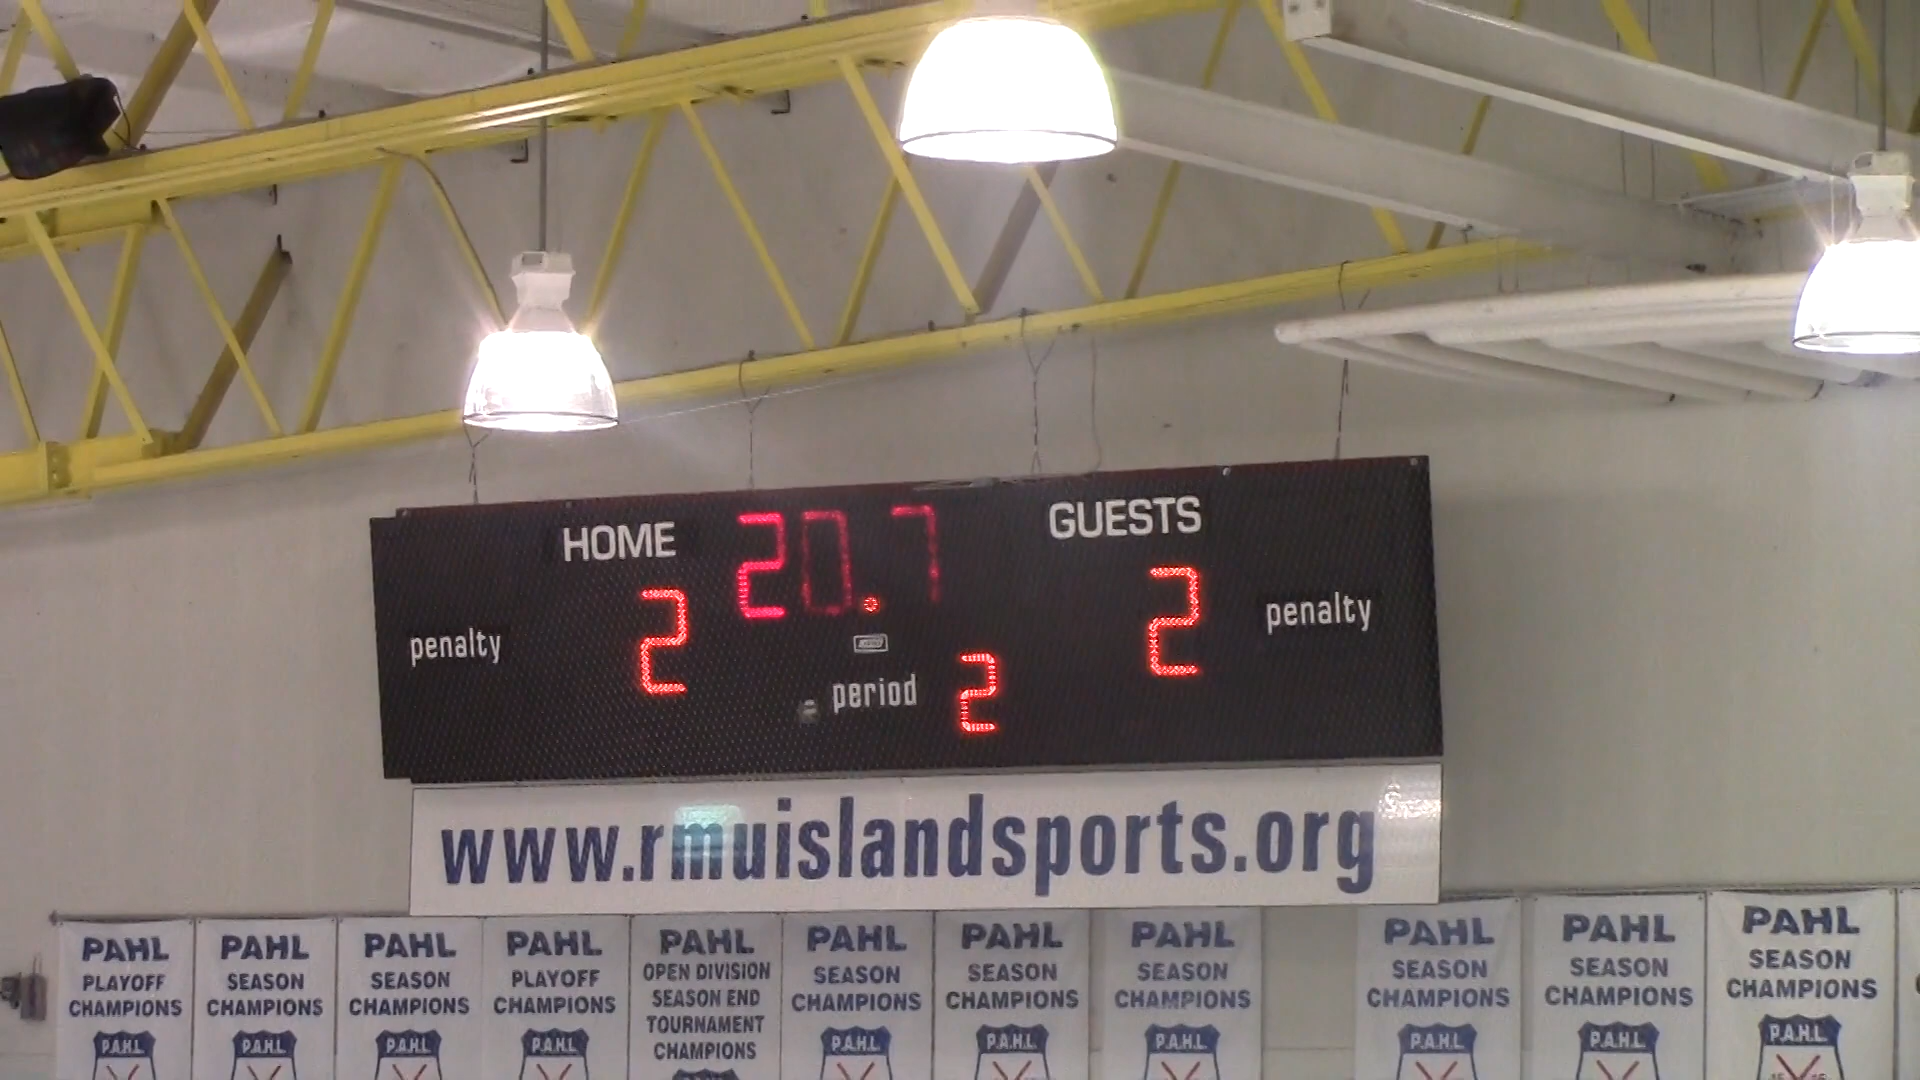 HOME
20.7
GUESTS
penalty
2
2
penalty
period
2
www.rmuislandsports.org
PAHL
PLAYOFF
CHAMPIONS
P.A.H.L.
PAHL
SEASON
CHAMPIONS
P.A.H.L.
PAHL
SEASON
CHAMPIONS
P.A.H.L.
PAHL
PLAYOFF
CHAMPIONS
P.A.H.L.
PAHL
OPEN DIVISION
SEASON END
TOURNAMENT
CHAMPIONS
PAHL
SEASON
CHAMPIONS
P.A.H.L.
PAHL
SEASON
CHAMPIONS
P.A.H.L.
PAHL
SEASON
CHAMPIONS
P.A.H.L.
PAHL
SEASON
CHAMPIONS
P.A.H.L.
PAHL
SEASON
CHAMPIONS
P.A.H.L.
PAHL
SEASON
CHAMPIONS
P.A.H.L.